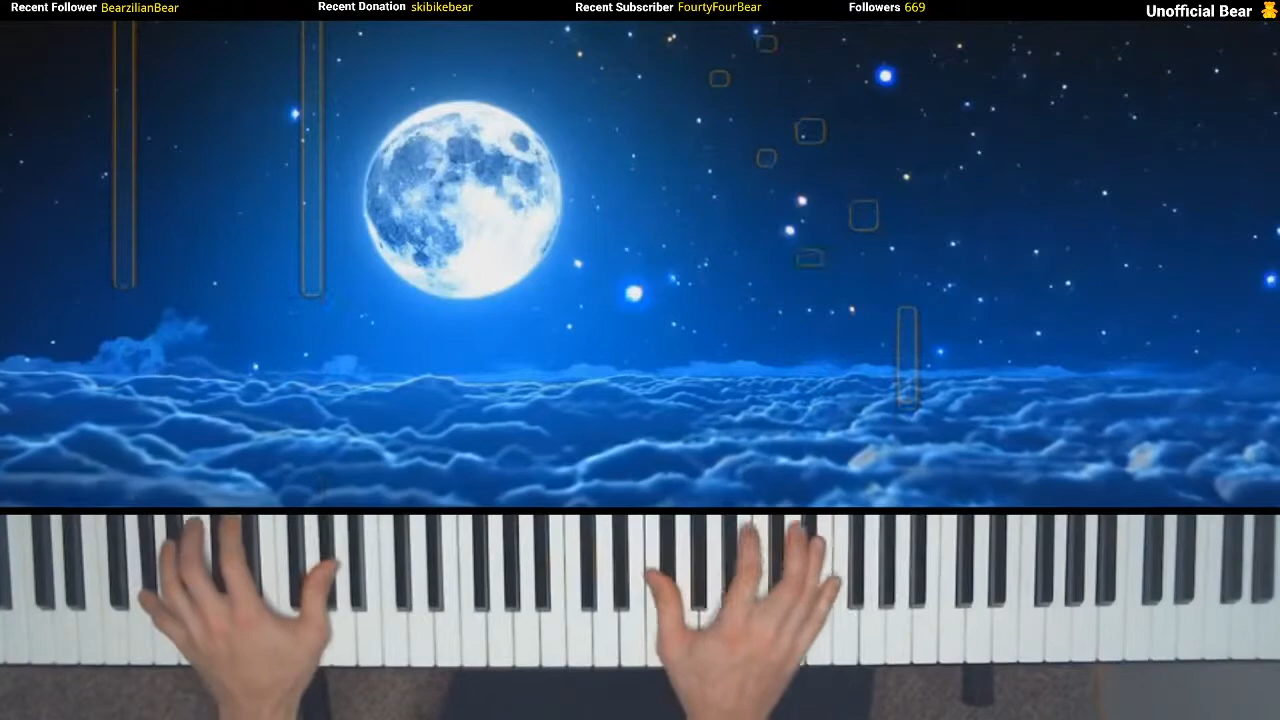 Recent Follower BearzilianBear
Recent Donation skibikebear
Recent Subscriber FourtyFourBear
Followers 669
Unofficial Bear